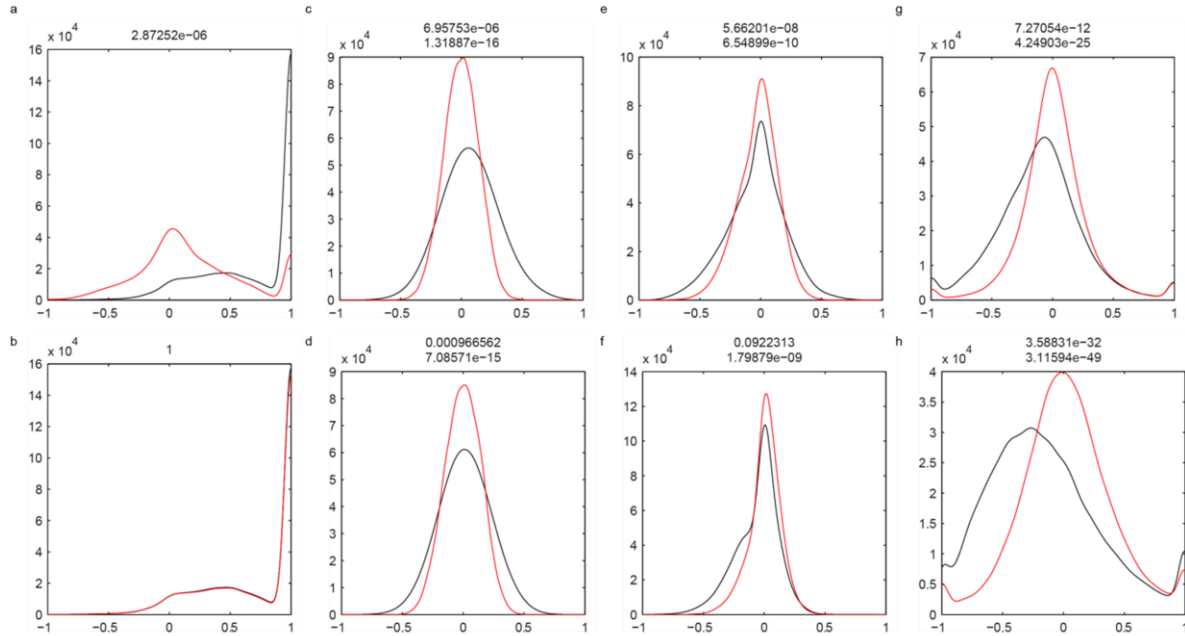 a
2.87252e−06
x 10^4
16
14
12
10
8
6
4
2
0
−1 −0.5 0 0.5 1
c
6.95753e−06
1.31887e−16
x 10^4
9
8
7
6
5
4
3
2
1
0
−1 −0.5 0 0.5 1
e
5.66201e−08
6.54899e−10
x 10^4
10
8
6
4
2
0
−1 −0.5 0 0.5 1
g
7.27054e−12
4.24903e−25
x 10^4
7
6
5
4
3
2
1
0
−1 −0.5 0 0.5 1
b
1
x 10^4
16
14
12
10
8
6
4
2
0
−1 −0.5 0 0.5 1
d
0.000966562
7.08571e−15
x 10^4
9
8
7
6
5
4
3
2
1
0
−1 −0.5 0 0.5 1
f
0.0922313
1.79879e−09
x 10^4
14
12
10
8
6
4
2
0
−1 −0.5 0 0.5 1
h
3.58831e−32
3.11594e−49
x 10^4
4
3.5
3
2.5
2
1.5
1
0.5
0
−1 −0.5 0 0.5 1